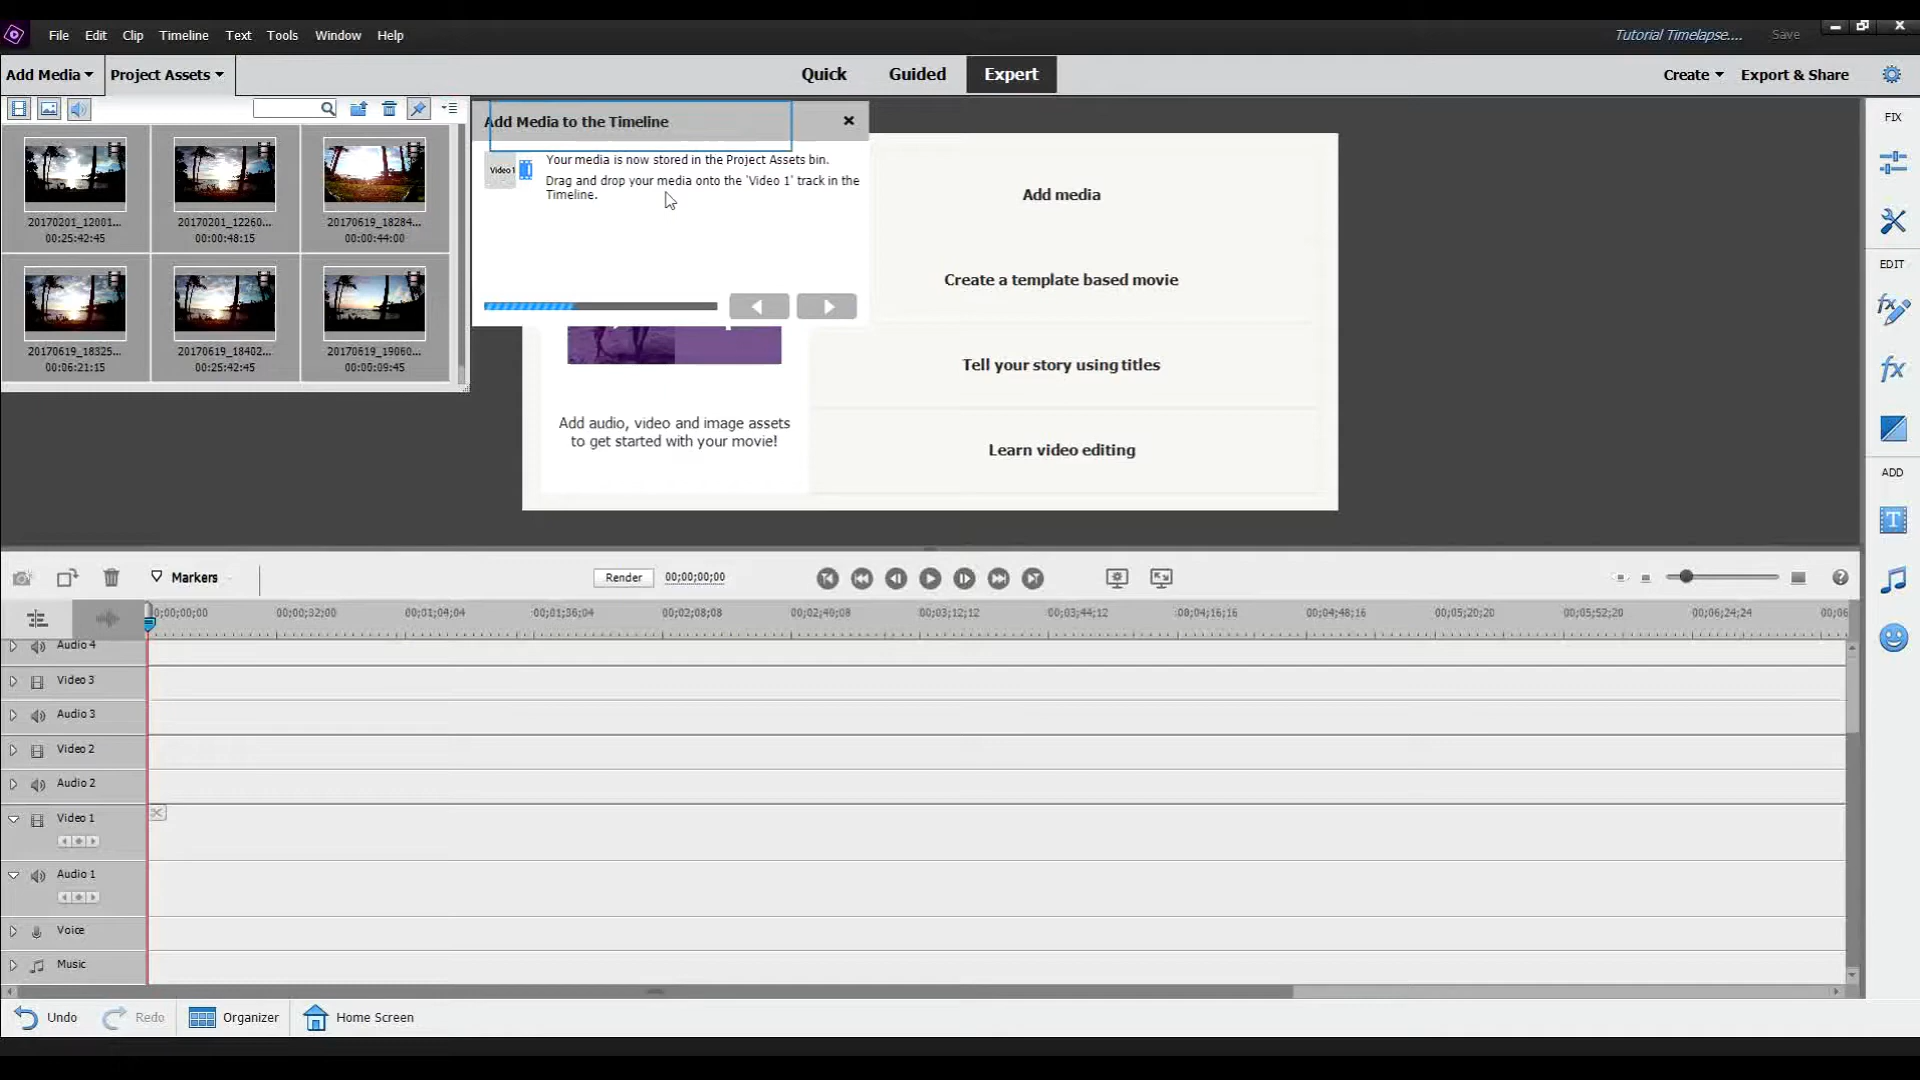 File Edit Clip Timeline Text Tools Window Help
Tutorial Timelapse.... Save
Add Media Project Assets
Quick Guided Expert
Create Export & Share
Add Media to the Timeline
Your media is now stored in the Project Assets bin.
Video 1
Drag and drop your media onto the 'Video 1' track in the
Timeline.
20170201_12001... 20170201_12260... 20170619_18284...
00:25:42:45 00:00:48:15 00:00:44:00
20170619_18325... 20170619_18402... 20170619_19060...
00:06:21:15 00:25:42:45 00:00:09:45
Add audio, video and image assets
to get started with your movie!
Add media
Create a template based movie
Tell your story using titles
Learn video editing
FIX
EDIT
fx
fx
ADD
T
Markers
Render 00;00;00;00
0;00;00;00 00;00;32;00 00;01;04;04 00;01;36;04 00;02;08;08 00;02;40;08 00;03;12;12 00;03;44;12 00;04;16;16 00;04;48;16 00;05;20;20 00;05;52;20 00;06;24;24 00;06
Audio 4
Video 3
Audio 3
Video 2
Audio 2
Video 1
Audio 1
Voice
Music
Undo Redo Organizer Home Screen